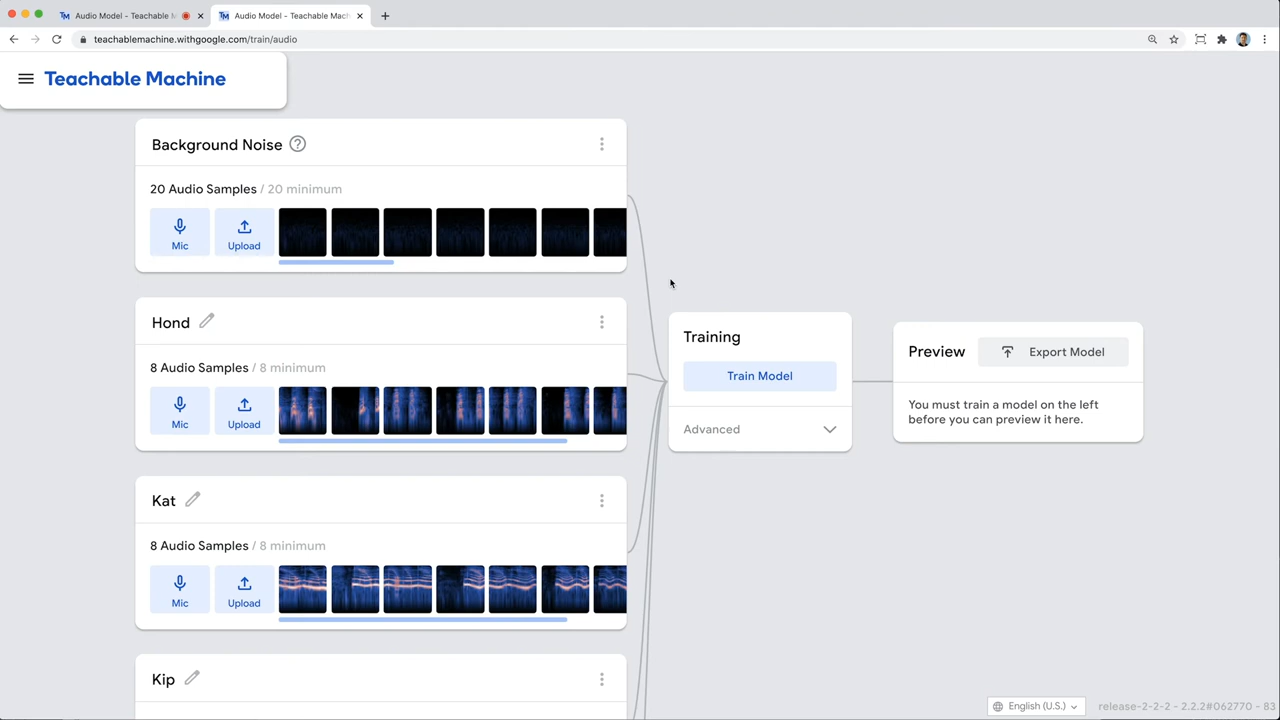 Audio Model - Teachable M
Audio Model - Teachable Mach
teachablemachine.withgoogle.com/train/audio
Teachable Machine
Background Noise
20 Audio Samples / 20 minimum
Mic
Upload
Hond
8 Audio Samples / 8 minimum
Mic
Upload
Kat
8 Audio Samples / 8 minimum
Mic
Upload
Kip
Training
Train Model
Advanced
Preview
Export Model
You must train a model on the left
before you can preview it here.
English (U.S.)
release-2-2-2 - 2.2.2#062770 - 83